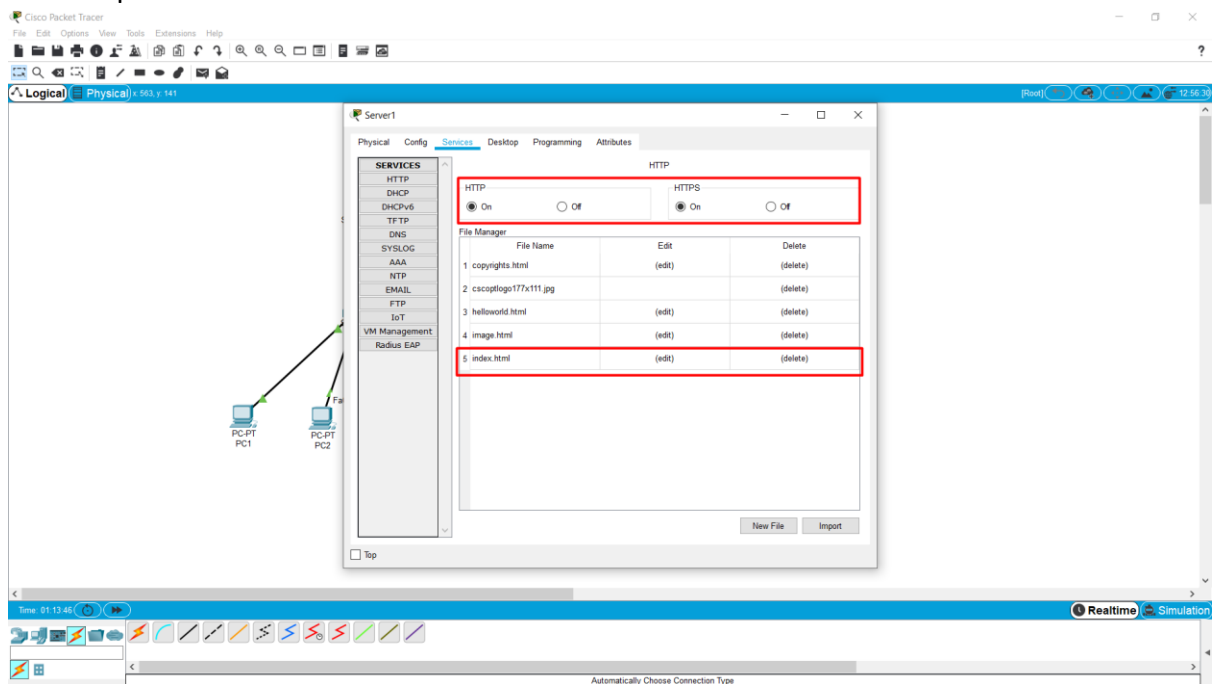 Cisco Packet Tracer
File Edit Options View Tools Extensions Help
?
Logical Physical x: 563, y: 141 [Root] 12:56:30
Server1
Physical Config Services Desktop Programming Attributes
SERVICES
HTTP
DHCP
DHCPv6
TFTP
DNS
SYSLOG
AAA
NTP
EMAIL
FTP
IoT
VM Management
Radius EAP
HTTP
HTTP HTTPS
On Off On Off
File Manager
File Name Edit Delete
1 copyrights.html (edit) (delete)
2 cscoptlogo177x111.jpg (delete)
3 helloworld.html (edit) (delete)
4 image.html (edit) (delete)
5 index.html (edit) (delete)
New File Import
Top
Fa
PC-PT
PC1
PC-PT
PC2
Time: 01:13:46 Realtime Simulation
Automatically Choose Connection Type